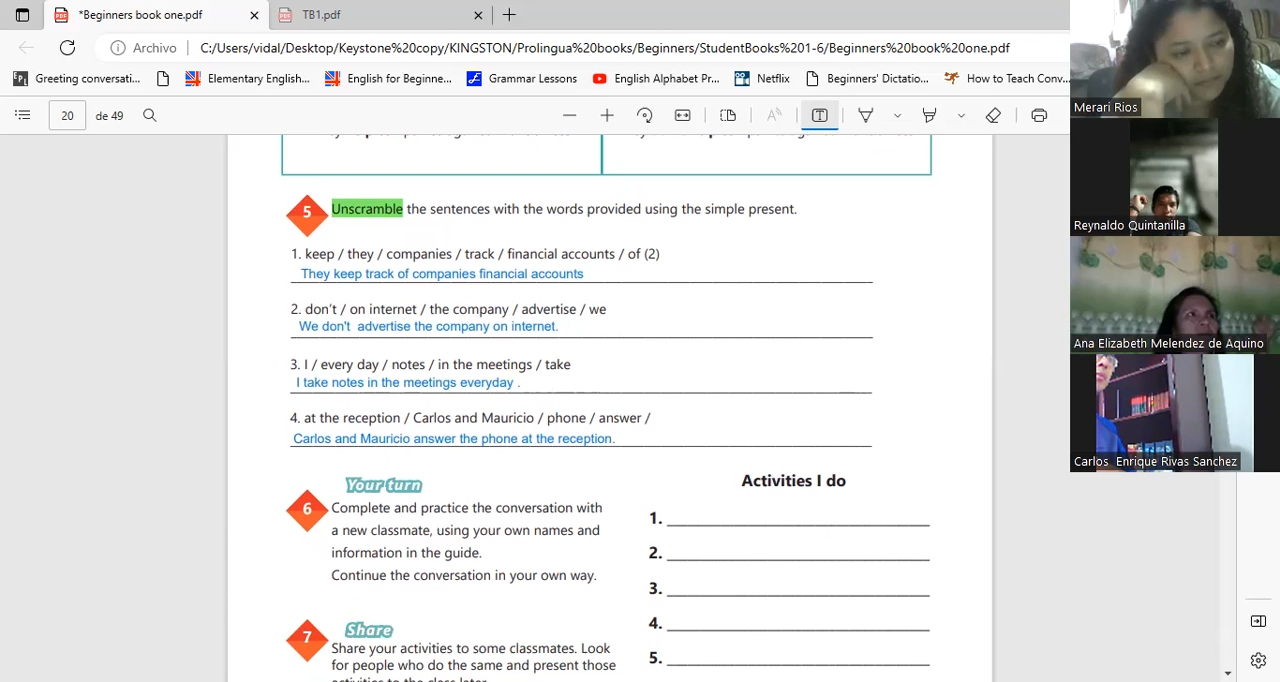 *Beginners book one.pdf
TB1.pdf
Archivo
C:/Users/vidal/Desktop/Keystone%20copy/KINGSTON/Prolingua%20books/Beginners/StudentBooks%201-6/Beginners%20book%20one.pdf
Greeting conversati...
Elementary English...
English for Beginne...
Grammar Lessons
English Alphabet Pr...
Netflix
Beginners' Dictatio...
How to Teach Conv...
20 de 49
5 Unscramble the sentences with the words provided using the simple present.
1. keep / they / companies / track / financial accounts / of (2)
They keep track of companies financial accounts
2. don't / on internet / the company / advertise / we
We don't  advertise the company on internet.
3. I / every day / notes / in the meetings / take
I take notes in the meetings everyday .
4. at the reception / Carlos and Mauricio / phone / answer /
Carlos and Mauricio answer the phone at the reception.
Your turn
6 Complete and practice the conversation with
a new classmate, using your own names and
information in the guide.
Continue the conversation in your own way.
7 Share
Share your activities to some classmates. Look
for people who do the same and present those
Activities I do
1.
2.
3.
4.
5.
Merari Rios
Reynaldo Quintanilla
Ana Elizabeth Melendez de Aquino
Carlos  Enrique Rivas Sanchez